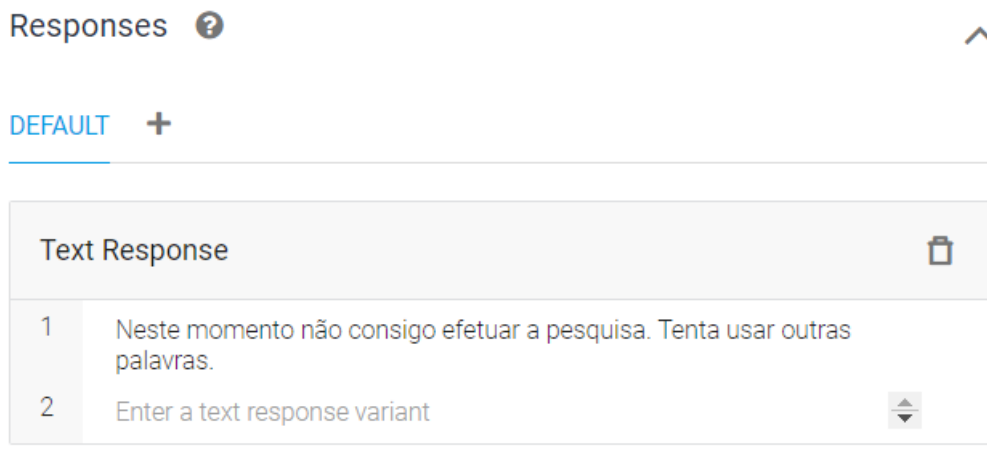 Responses
DEFAULT
Text Response
1
Neste momento não consigo efetuar a pesquisa. Tenta usar outras
palavras.
2
Enter a text response variant